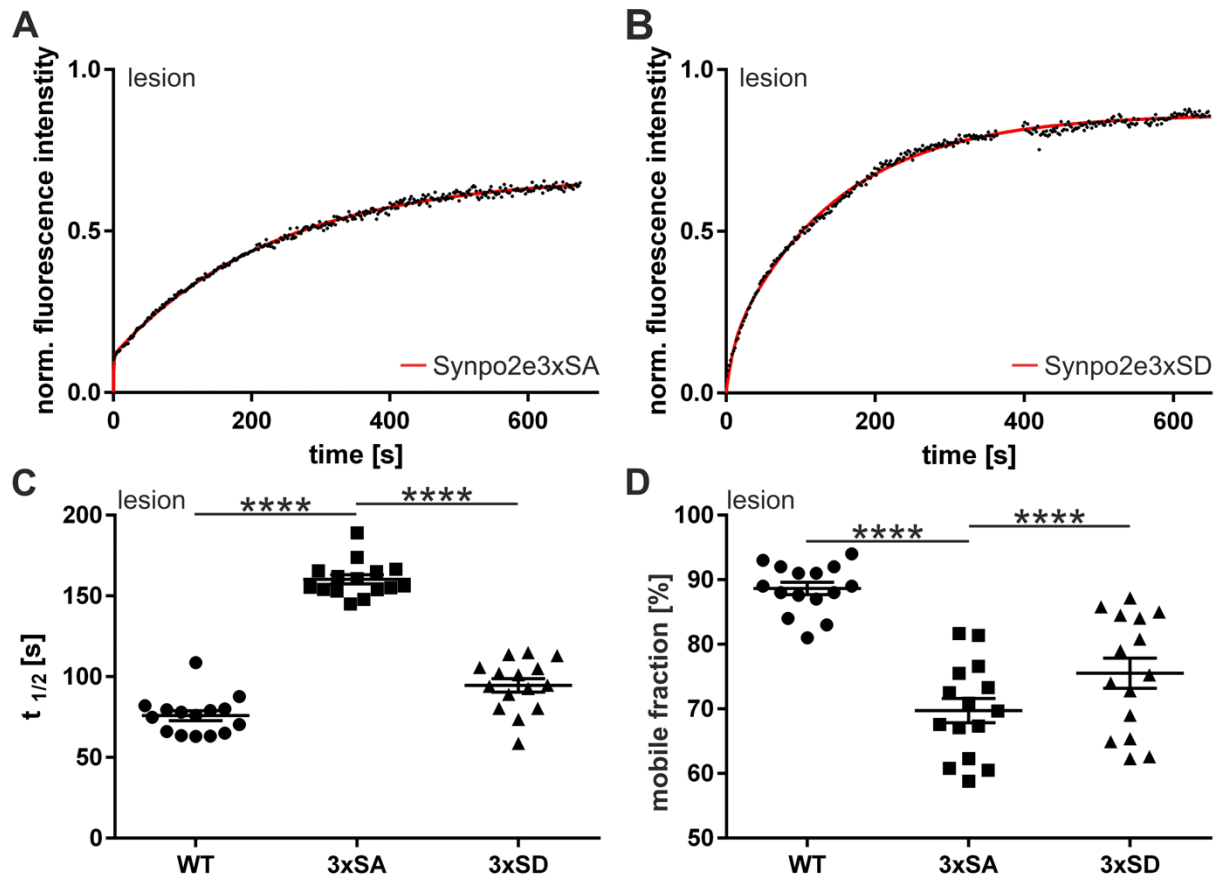 A
norm. fluorescence intenstity
1.0
0.5
0.0
lesion
Synpo2e3xSA
0 200 400 600
time [s]
B
norm. fluorescence intenstity
1.0
0.5
0.0
lesion
Synpo2e3xSD
0 200 400 600
time [s]
C
lesion
**** ****
t 1/2 [s]
200
150
100
50
0
WT 3xSA 3xSD
D
lesion
**** ****
mobile fraction [%]
100
90
80
70
60
50
WT 3xSA 3xSD